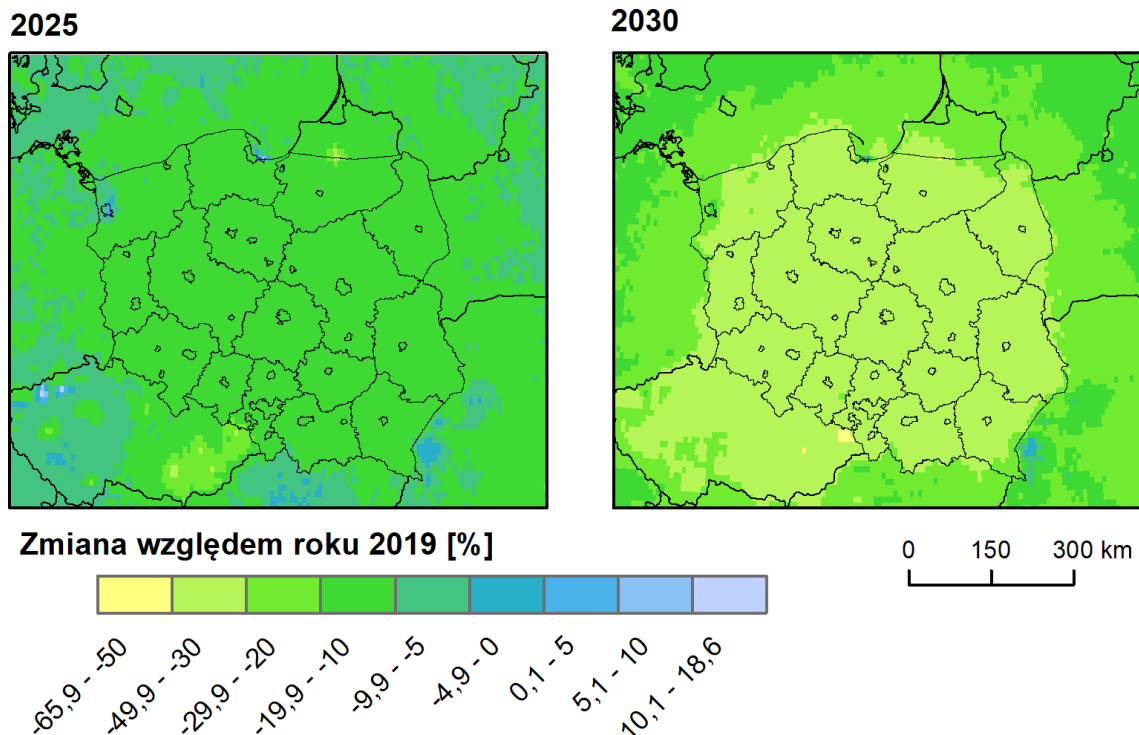 2025
2030
Zmiana względem roku 2019 [%]
0 150 300 km
-65,9 - -50
-49,9 - -30
-29,9 - -20
-19,9 - -10
-9,9 - -5
-4,9 - 0
0,1 - 5
5,1 - 10
10,1 - 18,6